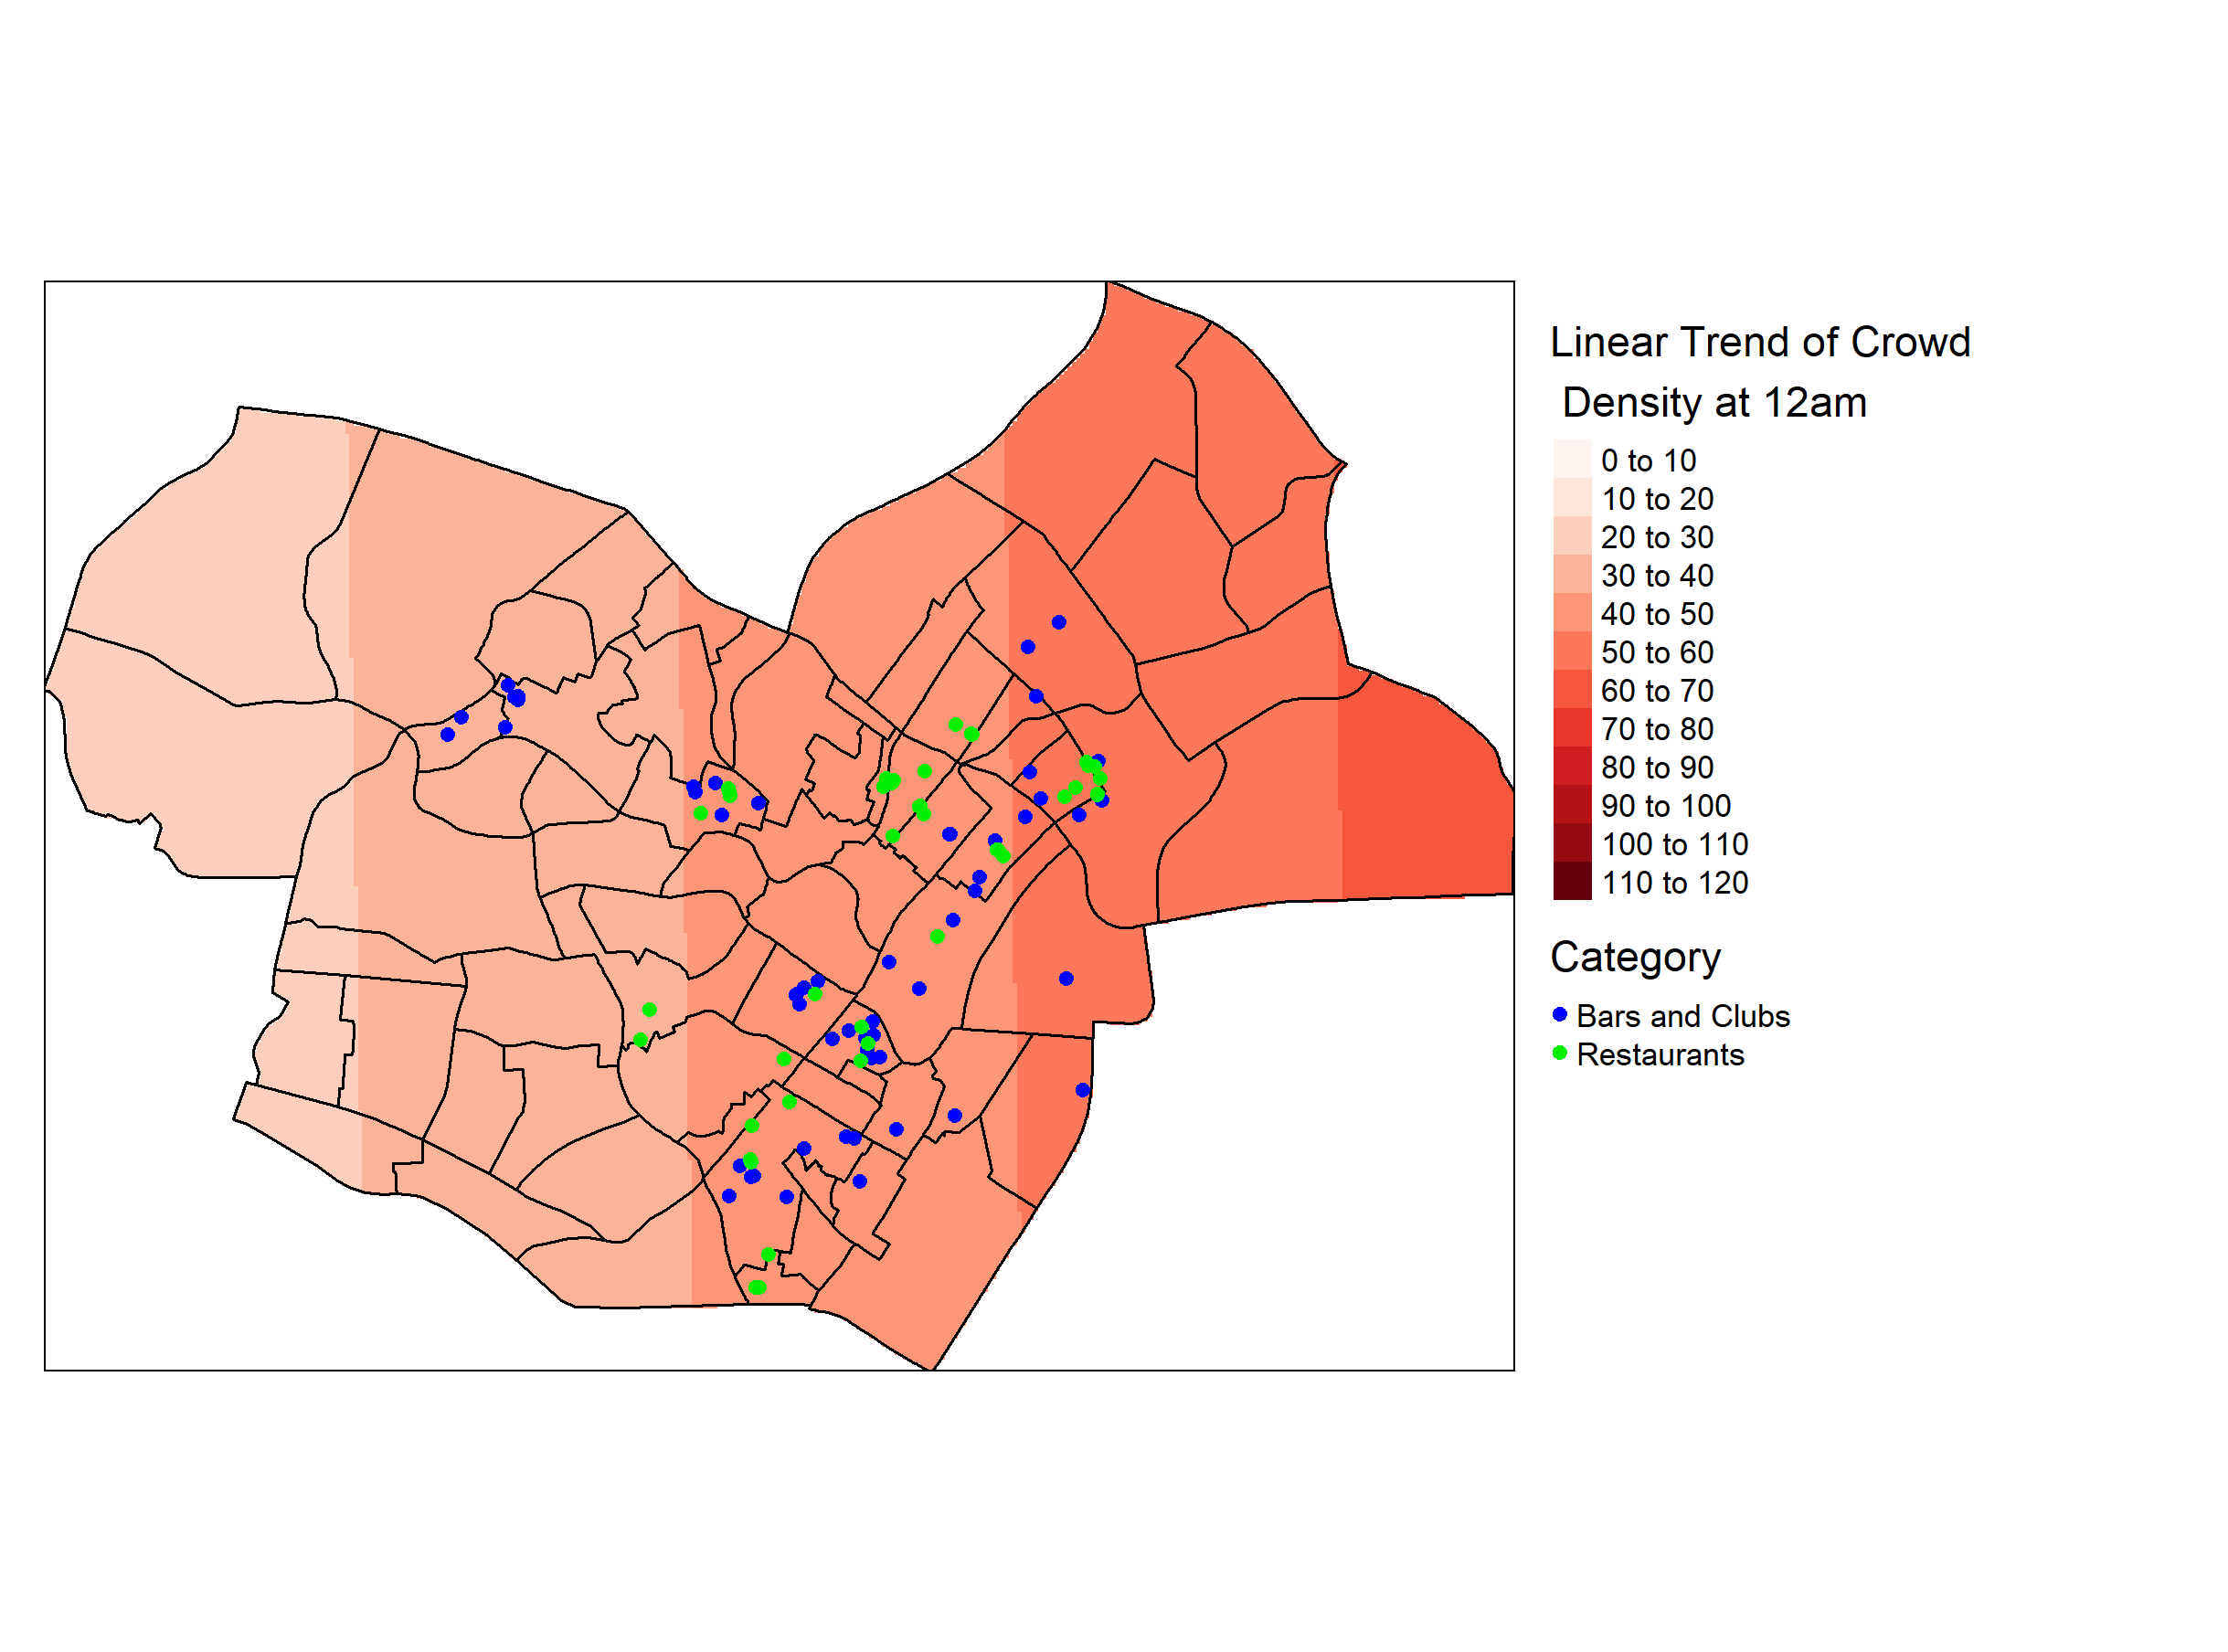 Linear Trend of Crowd
Density at 12am
0 to 10
10 to 20
20 to 30
30 to 40
40 to 50
50 to 60
60 to 70
70 to 80
80 to 90
90 to 100
100 to 110
110 to 120
Category
Bars and Clubs
Restaurants